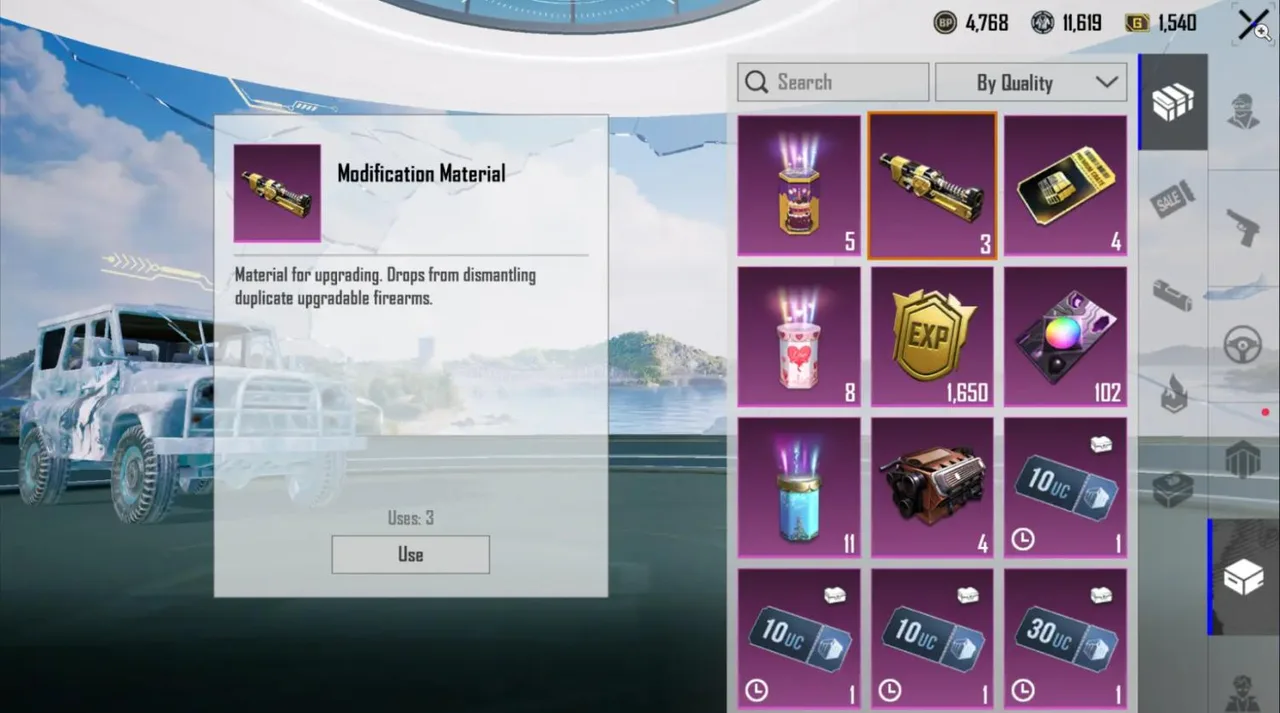 BP 4,768 11,619 G 1,540
Search
By Quality
Modification Material
Material for upgrading. Drops from dismantling
duplicate upgradable firearms.
Uses: 3
Use
5
3
4
8
EXP
1,650
102
11
4
10UC
1
10UC
1
10UC
1
30UC
1
SALE